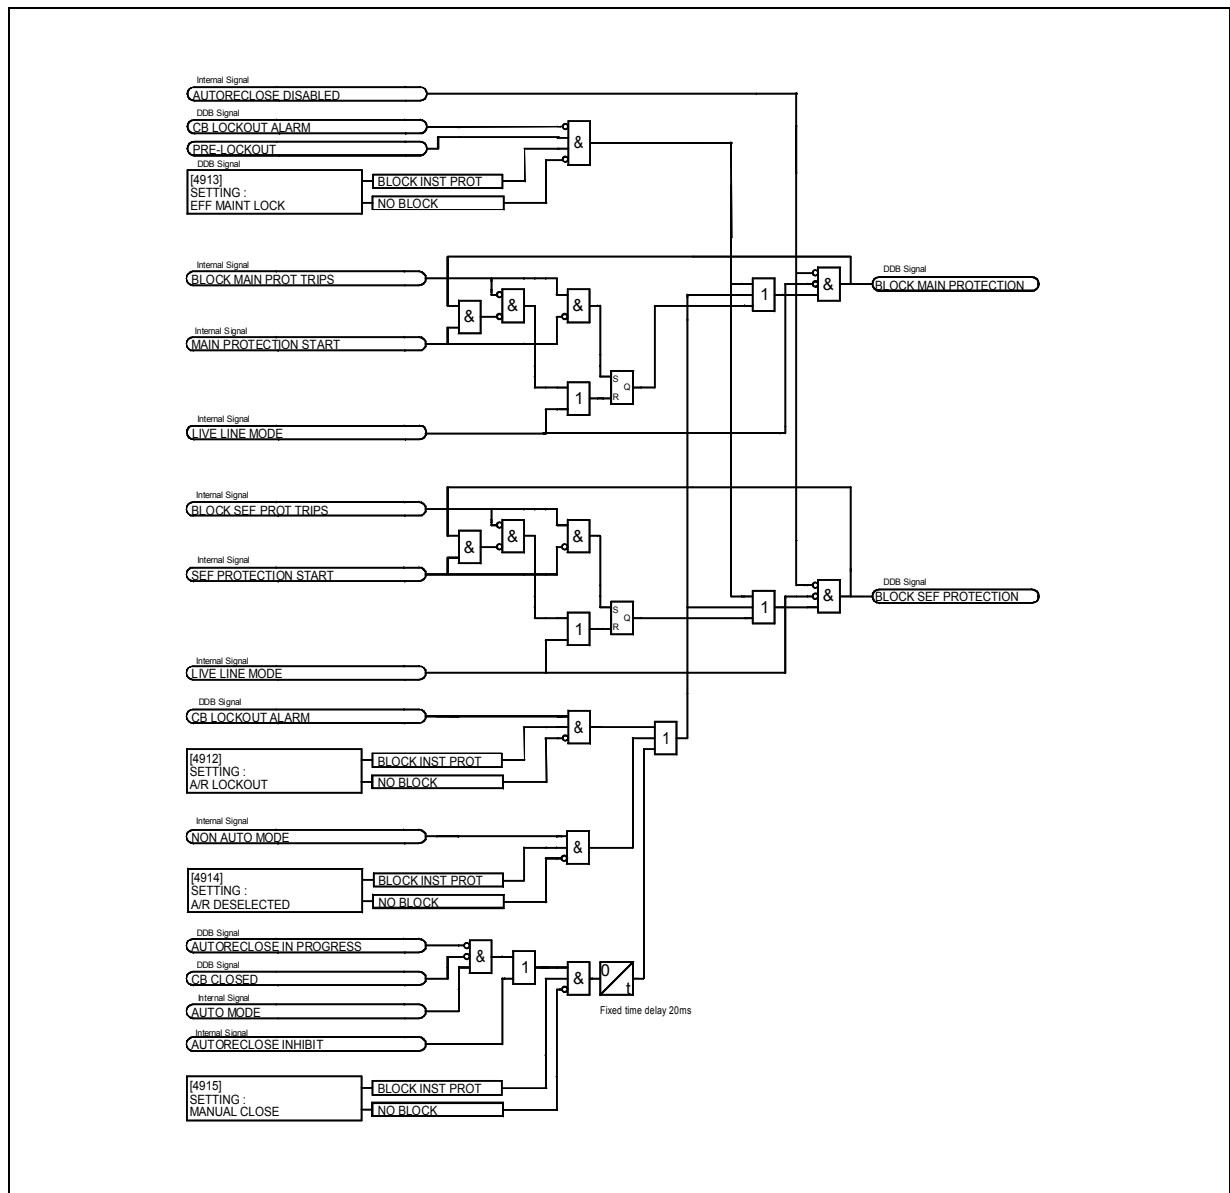 Internal Signal
AUTORECLOSE DISABLED
DDB Signal
CB LOCKOUT ALARM
PRE-LOCKOUT
DDB Signal
&
[4913]
SETTING :
EFF MAINT LOCK
BLOCK INST PROT
NO BLOCK
Internal Signal
BLOCK MAIN PROT TRIPS
Internal Signal
MAIN PROTECTION START
&
&
&
1
S
Q
R
1
&
DDB Signal
BLOCK MAIN PROTECTION
Internal Signal
LIVE LINE MODE
Internal Signal
BLOCK SEF PROT TRIPS
Internal Signal
SEF PROTECTION START
&
&
&
1
S
Q
R
1
&
DDB Signal
BLOCK SEF PROTECTION
Internal Signal
LIVE LINE MODE
DDB Signal
CB LOCKOUT ALARM
&
1
[4912]
SETTING :
A/R LOCKOUT
BLOCK INST PROT
NO BLOCK
Internal Signal
NON AUTO MODE
&
[4914]
SETTING :
A/R DESELECTED
BLOCK INST PROT
NO BLOCK
DDB Signal
AUTORECLOSE IN PROGRESS
DDB Signal
CB CLOSED
Internal Signal
AUTO MODE
Internal Signal
AUTORECLOSE INHIBIT
&
1
&
0
t
Fixed time delay 20ms
[4915]
SETTING :
MANUAL CLOSE
BLOCK INST PROT
NO BLOCK